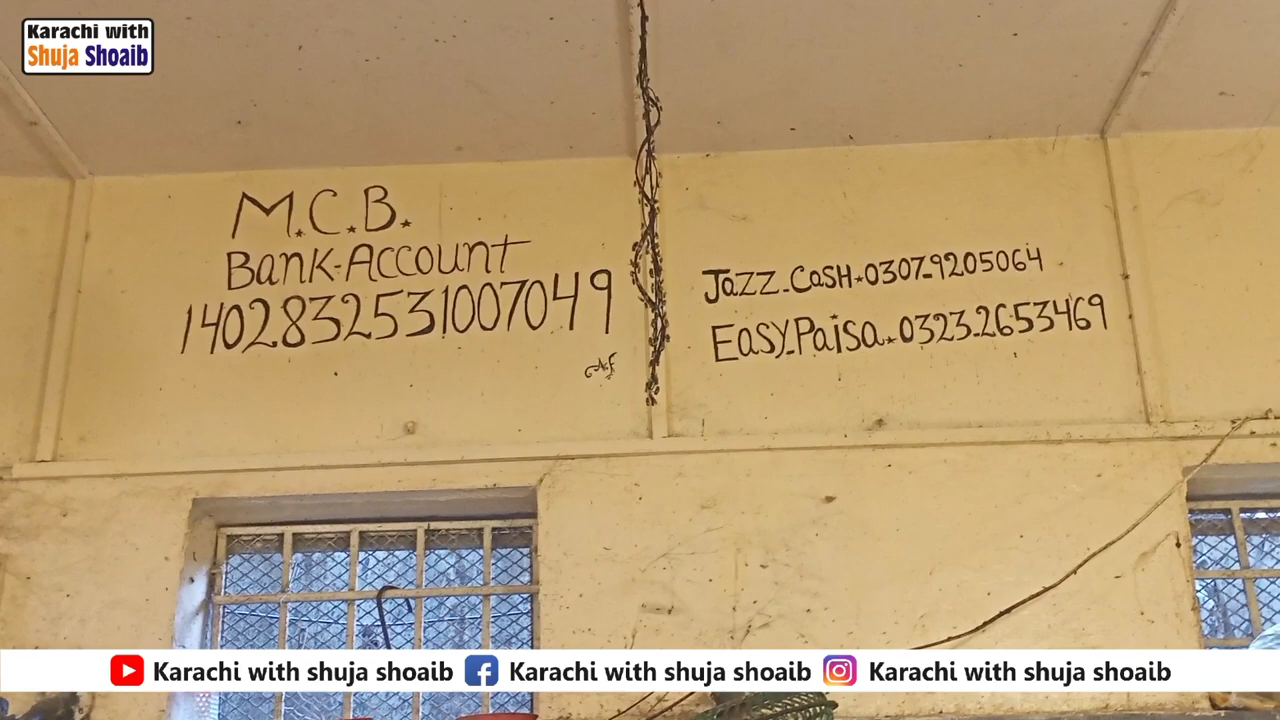 Karachi with
Shuja Shoaib
M.C.B.
Bank-Account
1402832531007049
Jazz-Cash*0307-9205064
Easy-Paisa*0323-2653469
Karachi with shuja shoaib
Karachi with shuja shoaib
Karachi with shuja shoaib